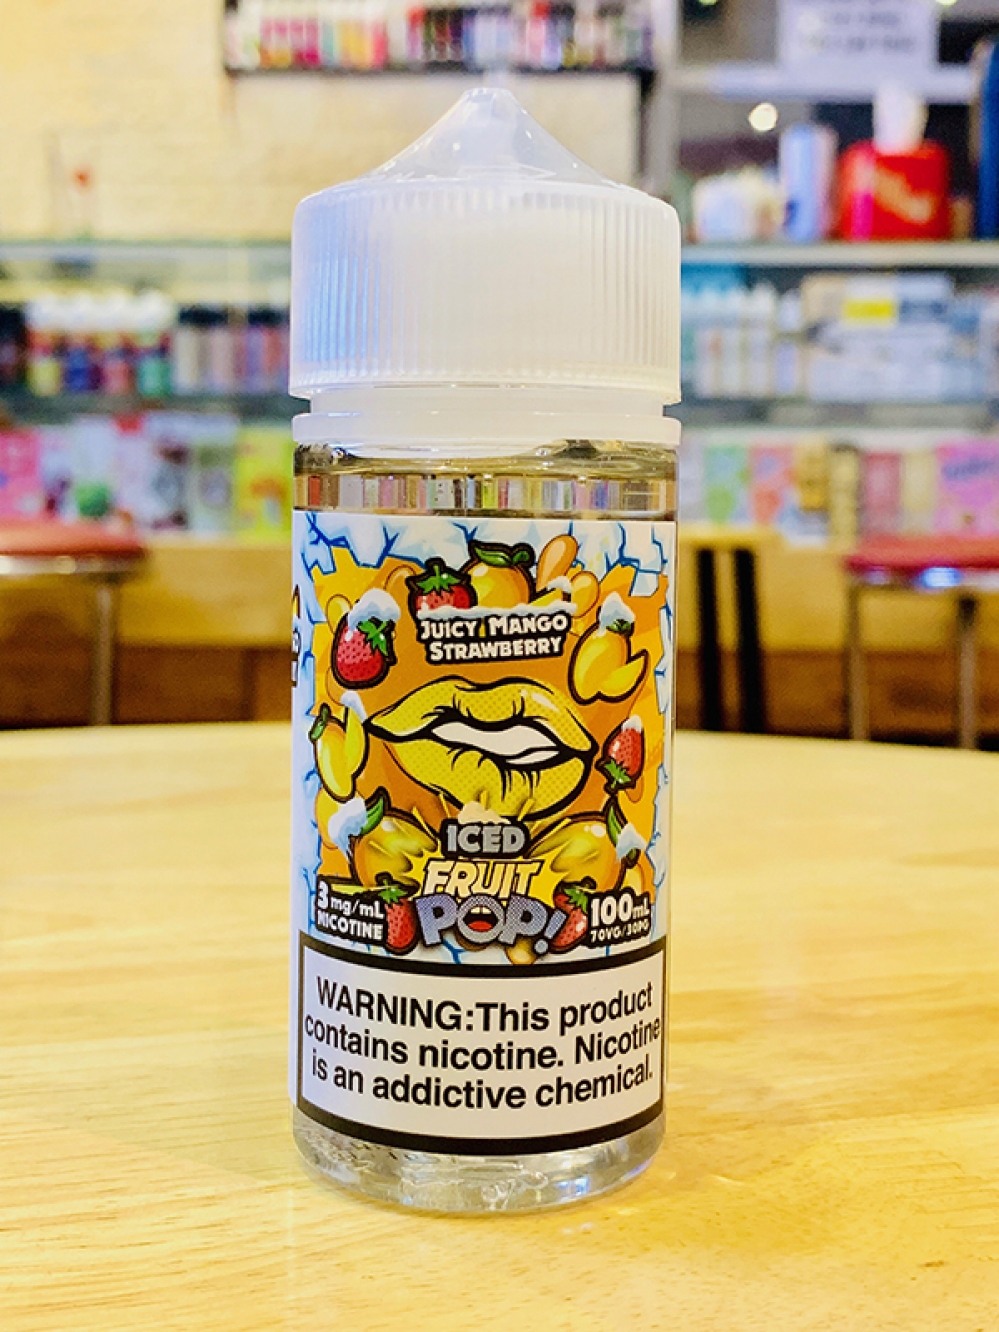 JUICY MANGO
STRAWBERRY
ICED
FRUIT
POP!
3mg/mL
NICOTINE
100mL
70VG/30PG
WARNING:This product
contains nicotine. Nicotine
is an addictive chemical.